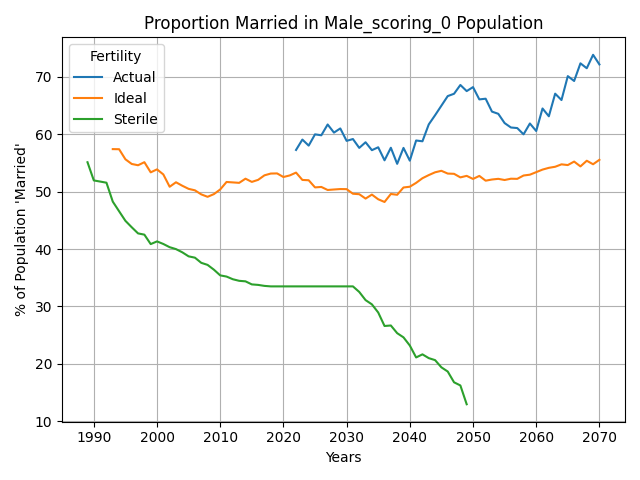 Proportion Married in Male_scoring_0 Population
Fertility
Actual
Ideal
Sterile
% of Population 'Married'
70
60
50
40
30
20
10
1990 2000 2010 2020 2030 2040 2050 2060 2070
Years